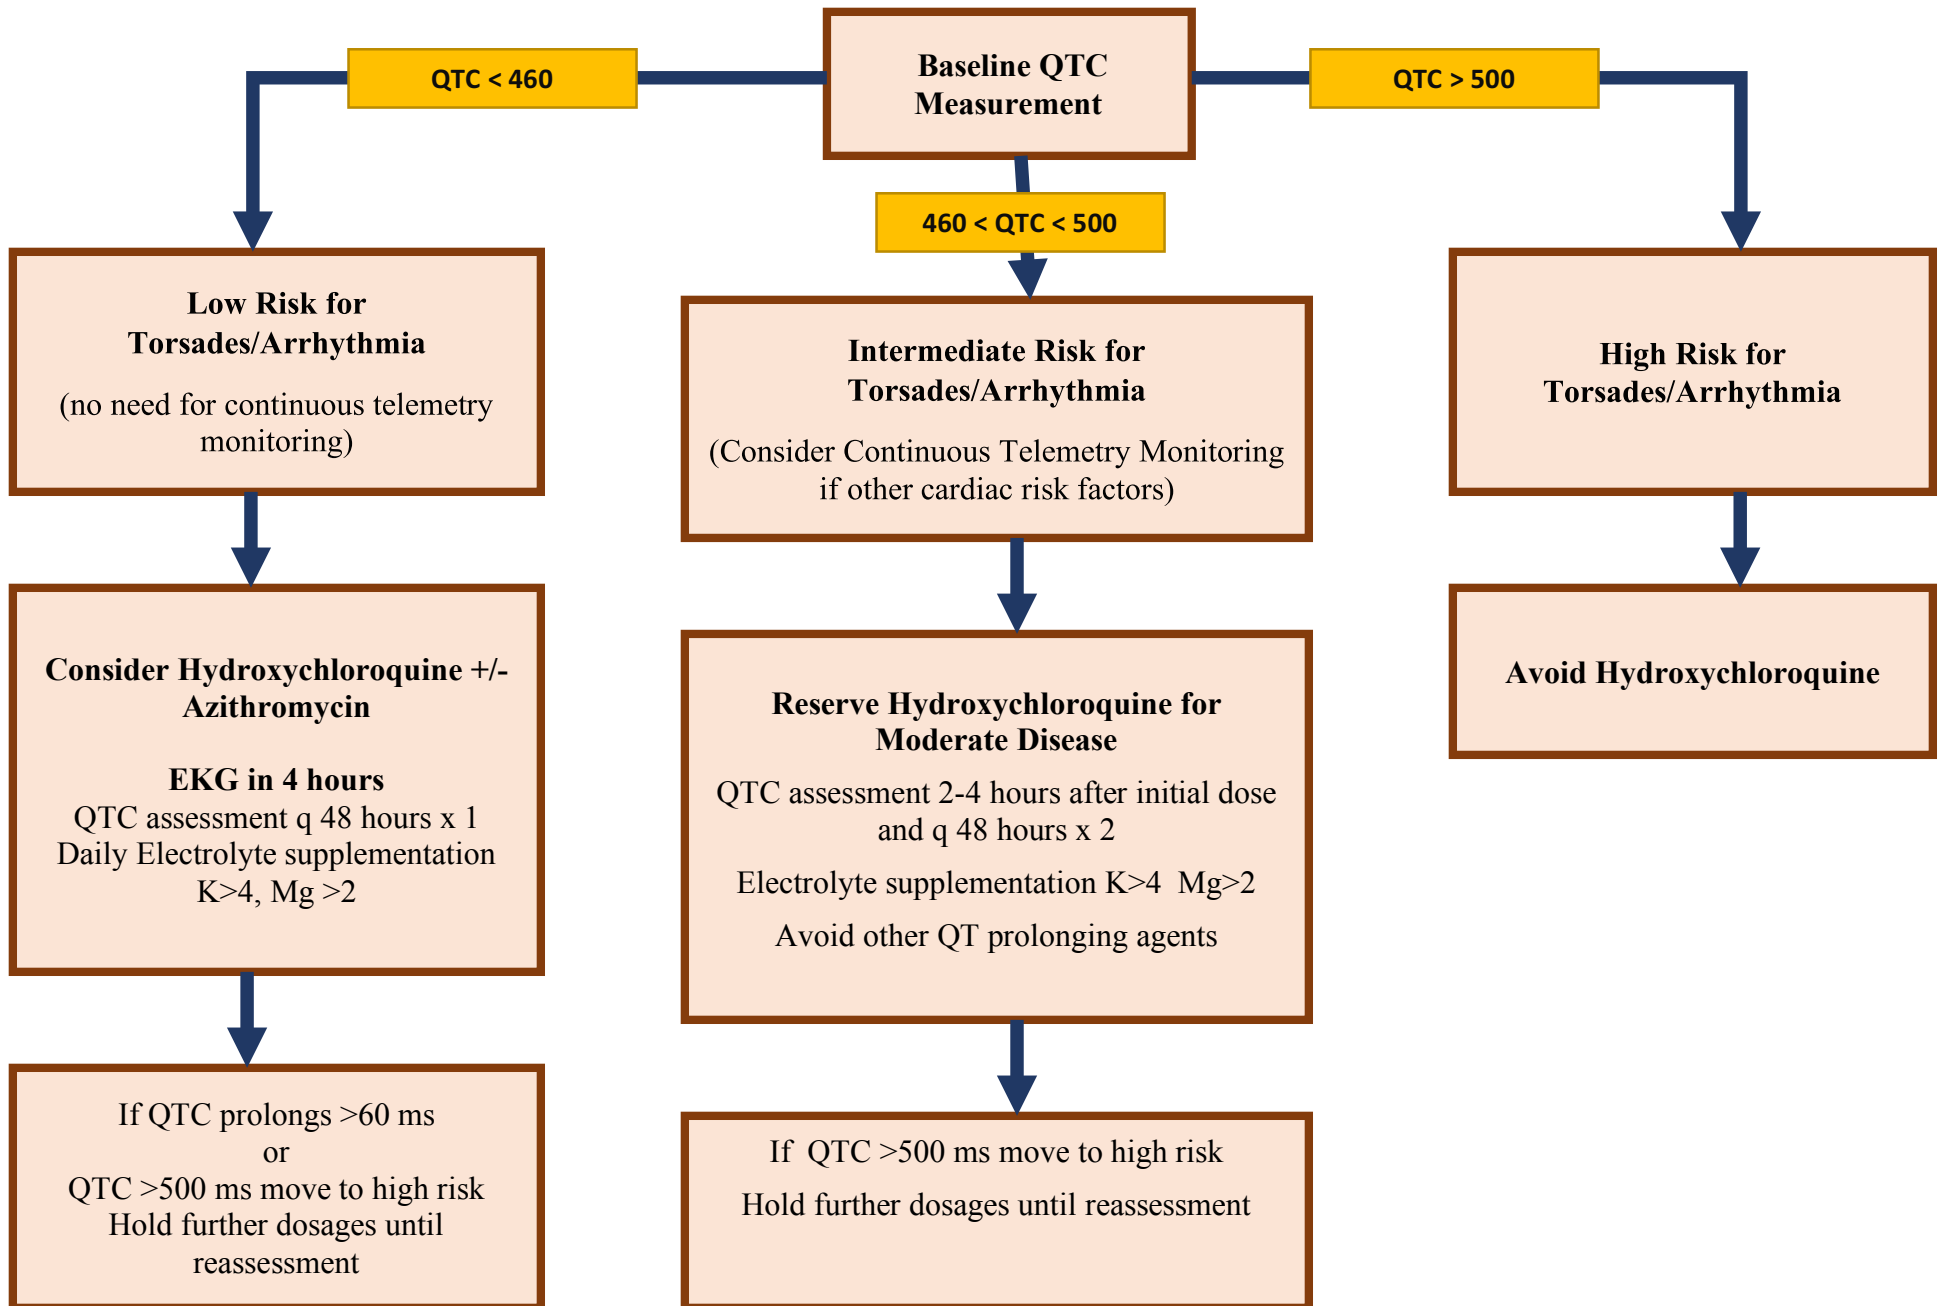 Baseline QTC
Measurement
QTC < 460
460 < QTC < 500
QTC > 500
Low Risk for
Torsades/Arrhythmia
(no need for continuous telemetry
monitoring)
Intermediate Risk for
Torsades/Arrhythmia
(Consider Continuous Telemetry Monitoring
if other cardiac risk factors)
High Risk for
Torsades/Arrhythmia
Consider Hydroxychloroquine +/-
Azithromycin
EKG in 4 hours
QTC assessment q 48 hours x 1
Daily Electrolyte supplementation
K>4, Mg >2
Reserve Hydroxychloroquine for
Moderate Disease
QTC assessment 2-4 hours after initial dose
and q 48 hours x 2
Electrolyte supplementation K>4  Mg>2
Avoid other QT prolonging agents
Avoid Hydroxychloroquine
If QTC prolongs >60 ms
or
QTC >500 ms move to high risk
Hold further dosages until
reassessment
If  QTC >500 ms move to high risk
Hold further dosages until reassessment